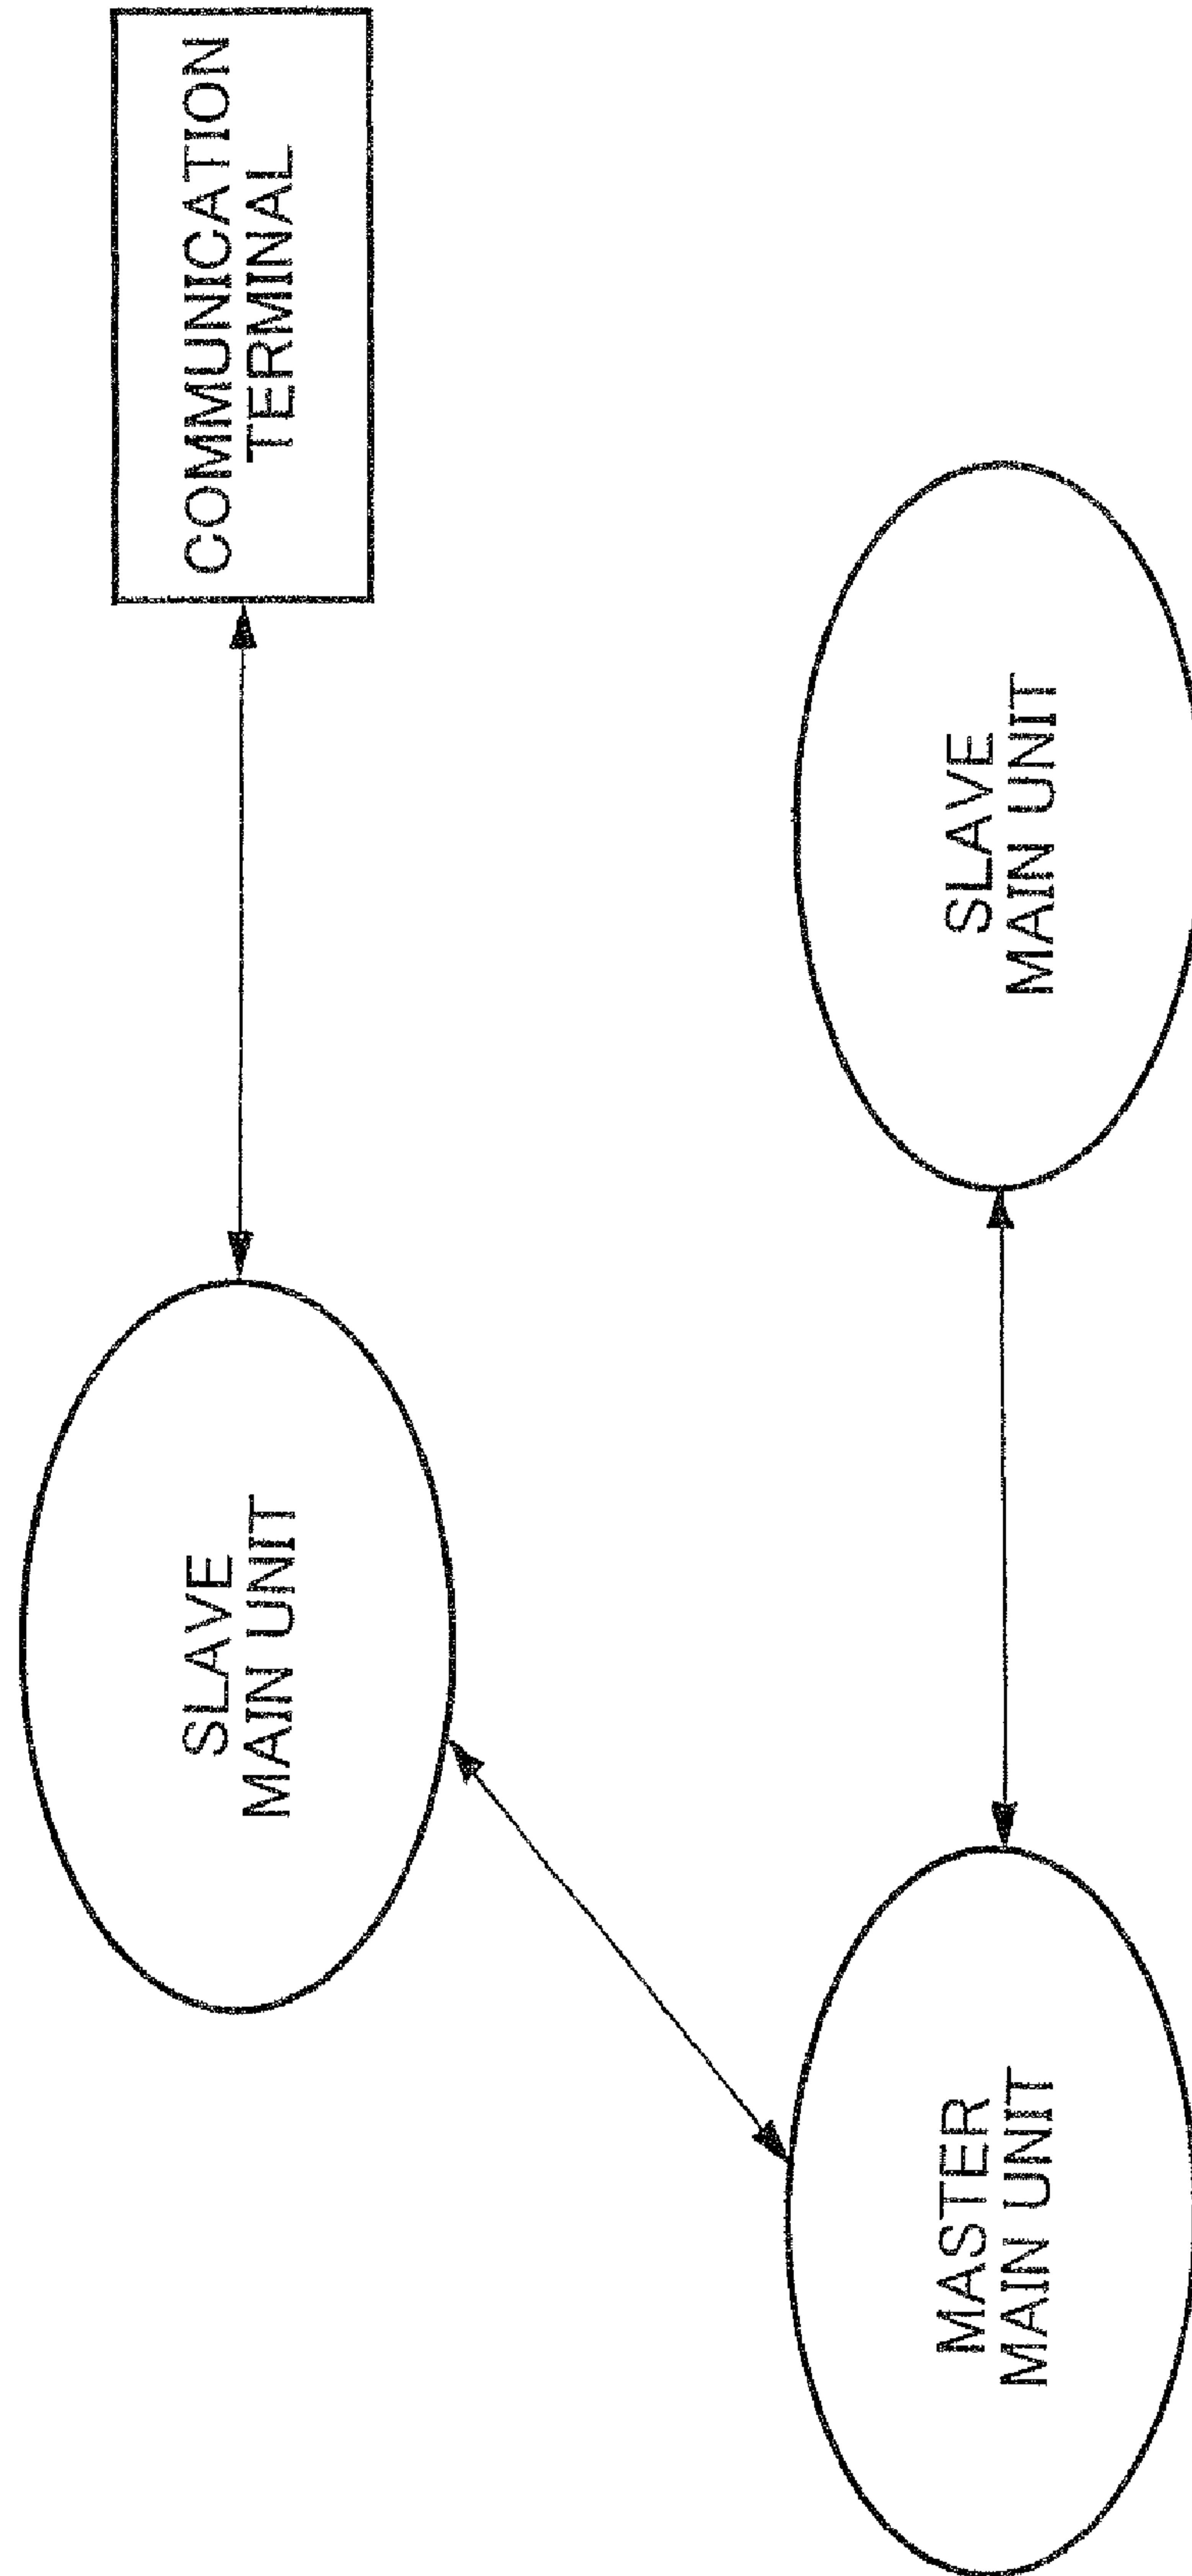 COMMUNICATION
TERMINAL
SLAVE
MAIN UNIT
SLAVE
MAIN UNIT
MASTER
MAIN UNIT